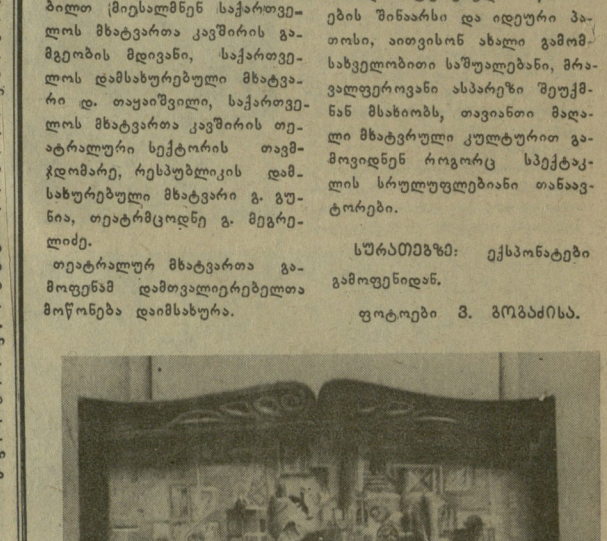 ბილთ მიესალმნენ საქართვე-
ლოს მხატვართა კავშირის გა-
მგეობის მდივანი, საქართვე-
ლოს დამსახურებული მხატვა-
რი დ. თაყაიშვილი, საქართვე-
ლოს მხატვართა კავშირის თე-
ატრალური სექტორის თავმ-
ჯდომარე, რესპუბლიკის დამ-
სახურებული მხატვარი გ. გუ-
ნია, თეატრმცოდნე გ. მეგრე-
ლიძე.
თეატრალურ მხატვართა გა-
მოფენამ დამთვალიერებელთა
მოწონება დაიმსახურა.
ების შინაარსი და იდეური პა-
თოსი, აითვისონ ახალი გამომ-
სახველობითი საშუალებანი, მრა-
ვალფეროვანი ასპარეზი შეუქმ-
ნან მსახიობს, თავიანთი მაღა-
ლი მხატვრული კულტურით გა-
მოვიდნენ როგორც სპექტაკ-
ლის სრულუფლებიანი თანაავ-
ტორები.
სურათებზე: ექსპონატები
გამოფენიდან.
ფოტოები ვ. გოგაძისა.